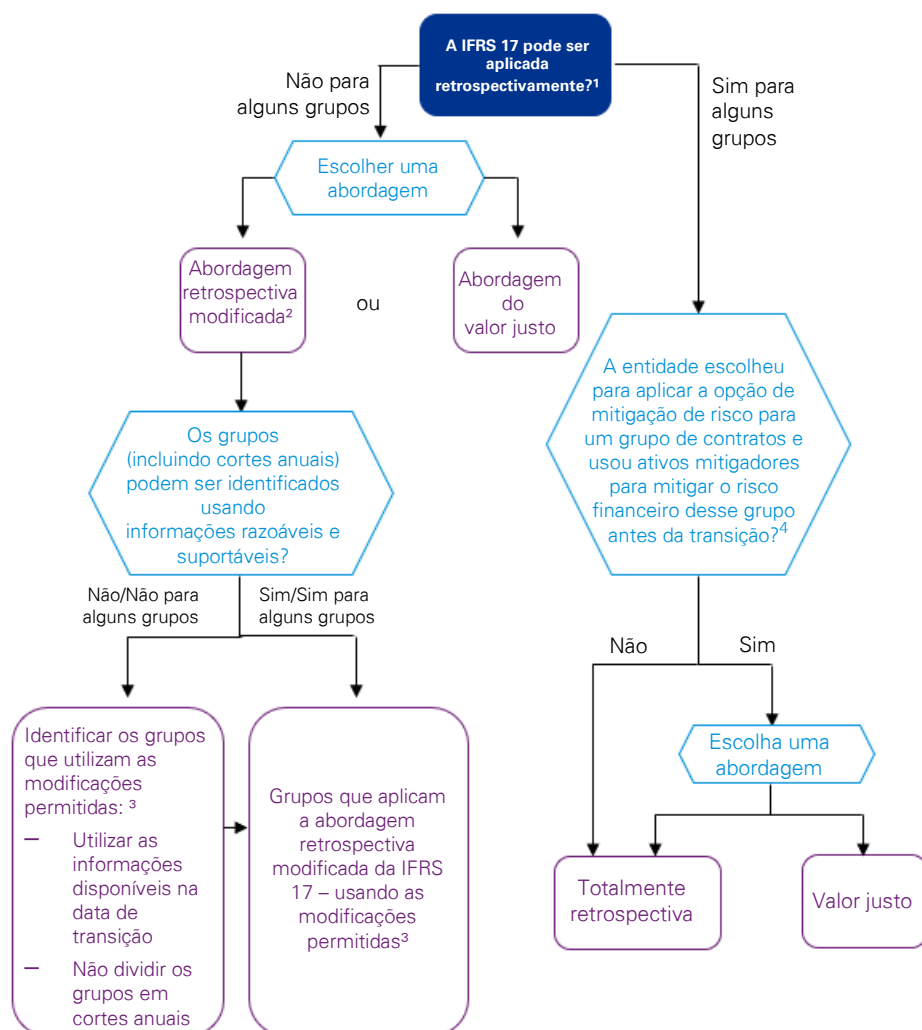 A IFRS 17 pode ser
aplicada
retrospectivamente?¹
Não para
alguns grupos
Sim para
alguns
grupos
Escolher uma
abordagem
Abordagem
retrospectiva
modificada²
ou
Abordagem
do
valor justo
A entidade escolheu
para aplicar a opção de
mitigação de risco para
um grupo de contratos e
usou ativos mitigadores
para mitigar o risco
financeiro desse grupo
antes da transição?⁴
Os grupos
(incluindo cortes anuais)
podem ser identificados
usando
informações razoáveis e
suportáveis?
Não/Não para
alguns grupos
Sim/Sim para
alguns grupos
Não
Sim
Identificar os grupos
que utilizam as
modificações
permitidas: ³
— Utilizar as
informações
disponíveis na
data de
transição
— Não dividir os
grupos em
cortes anuais
Grupos que aplicam
a abordagem
retrospectiva
modificada da IFRS
17 – usando as
modificações
permitidas³
Escolha uma
abordagem
Totalmente
retrospectiva
Valor justo